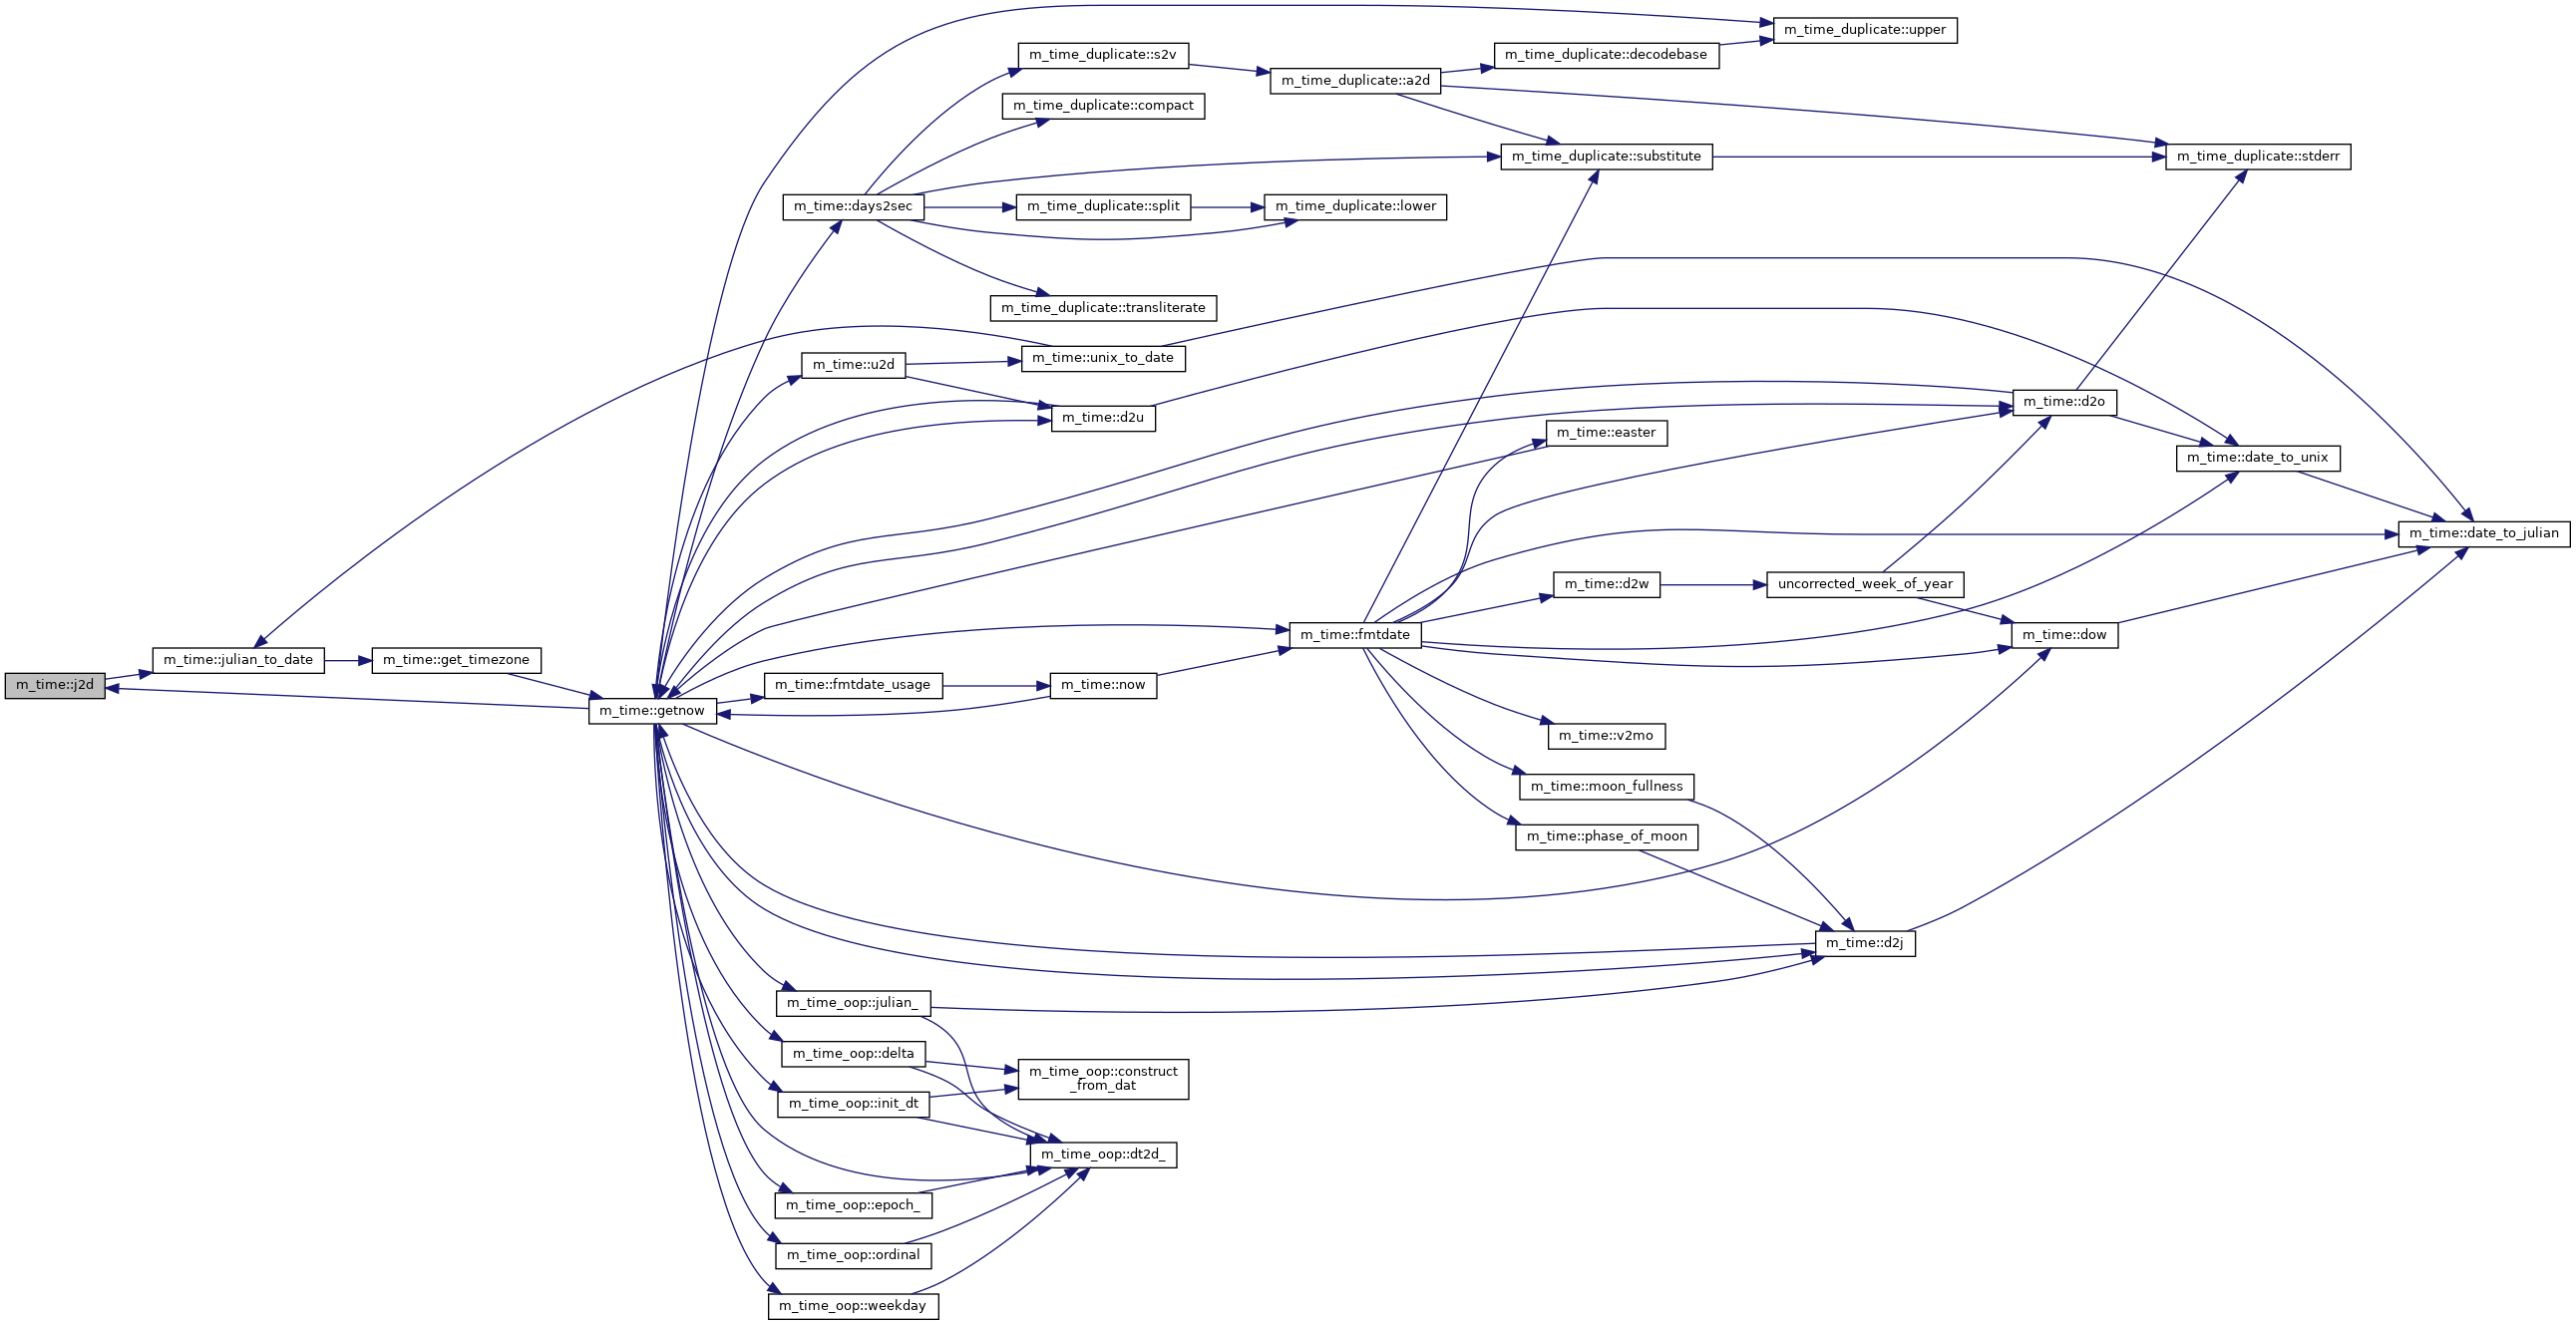 m_time_duplicate::upper
m_time_duplicate::s2v
m_time_duplicate::decodebase
m_time_duplicate::a2d
m_time_duplicate::compact
m_time_duplicate::substitute
m_time_duplicate::stderr
m_time::days2sec
m_time_duplicate::split
m_time_duplicate::lower
m_time_duplicate::transliterate
m_time::unix_to_date
m_time::u2d
m_time::d2o
m_time::d2u
m_time::easter
m_time::date_to_unix
m_time::date_to_julian
m_time::d2w
uncorrected_week_of_year
m_time::fmtdate
m_time::dow
m_time::julian_to_date
m_time::get_timezone
m_time::j2d
m_time::fmtdate_usage
m_time::now
m_time::getnow
m_time::v2mo
m_time::moon_fullness
m_time::phase_of_moon
m_time::d2j
m_time_oop::julian_
m_time_oop::delta
m_time_oop::construct
_from_dat
m_time_oop::init_dt
m_time_oop::dt2d_
m_time_oop::epoch_
m_time_oop::ordinal
m_time_oop::weekday